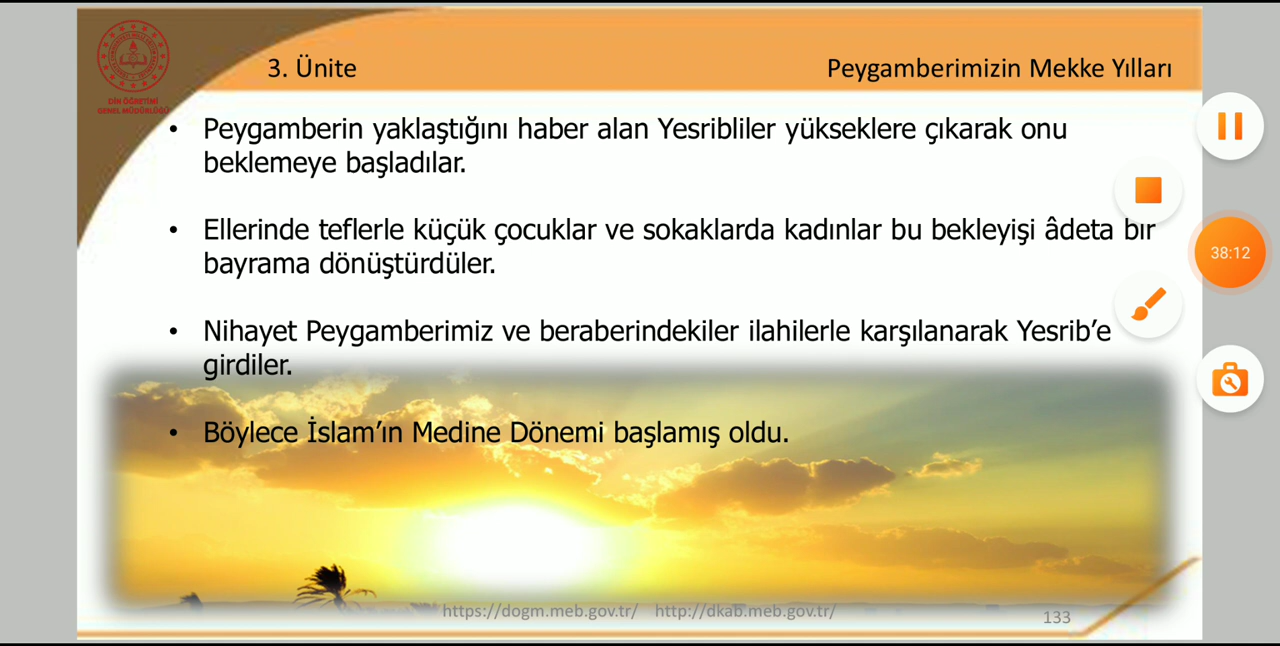 DİN ÖĞRETİMİ
GENEL MÜDÜRLÜĞÜ
3. Ünite
Peygamberimizin Mekke Yılları
• Peygamberin yaklaştığını haber alan Yesribliler yükseklere çıkarak onu
beklemeye başladılar.
• Ellerinde teflerle küçük çocuklar ve sokaklarda kadınlar bu bekleyişi âdeta bir
bayrama dönüştürdüler.
• Nihayet Peygamberimiz ve beraberindekiler ilahilerle karşılanarak Yesrib’e
girdiler.
• Böylece İslam’ın Medine Dönemi başlamış oldu.
38:12
https://dogm.meb.gov.tr/ http://dkab.meb.gov.tr/
133